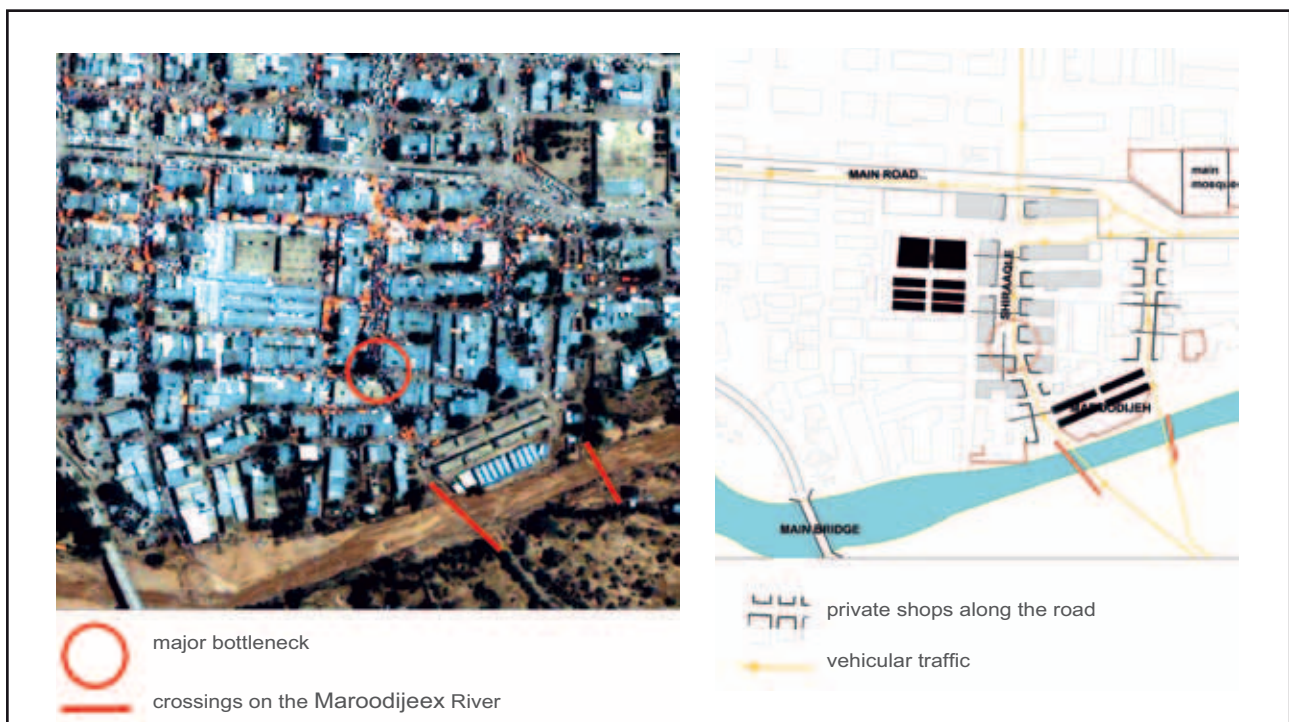 major bottleneck
crossings on the Maroodijeex River
MAIN ROAD...
main
mosque
SHIRAAQLE
MAROODIJEH
MAIN BRIDGE
private shops along the road
vehicular traffic